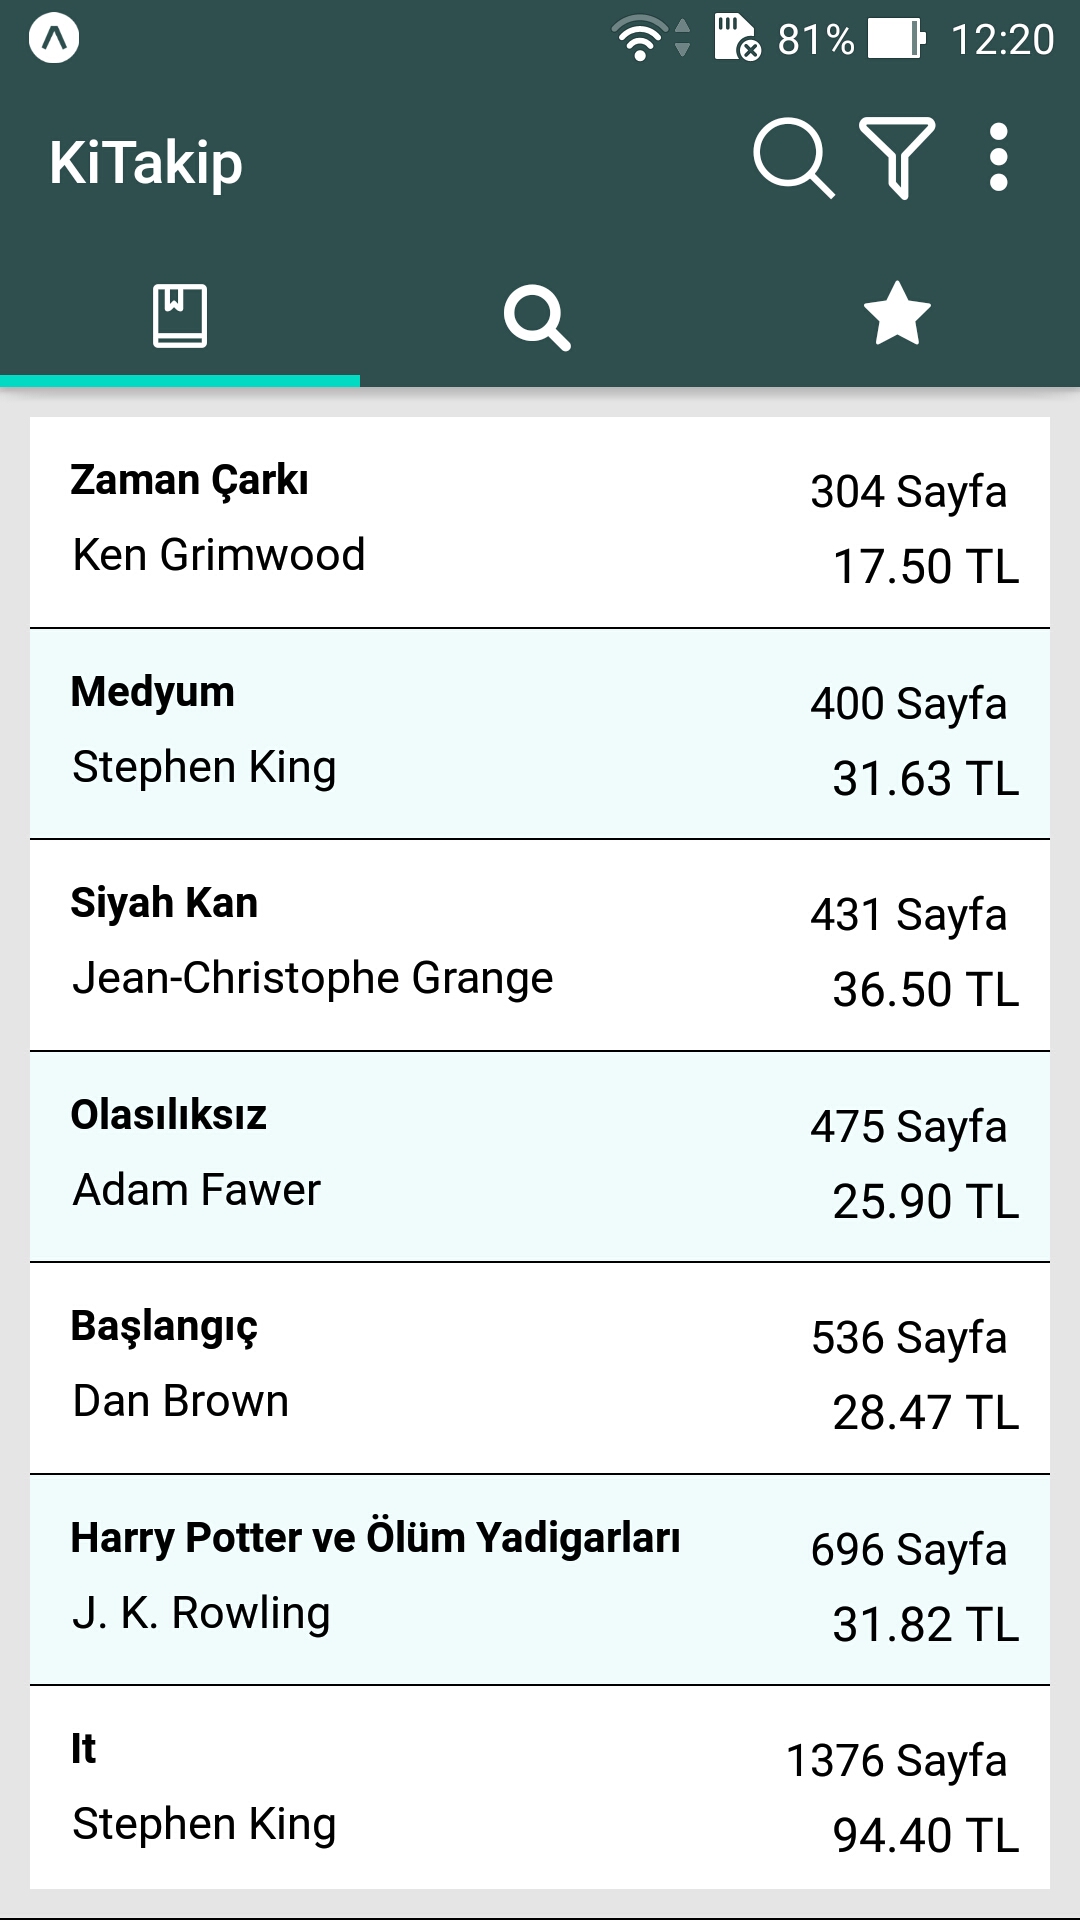 81% 12:20
KiTakip
Zaman Çarkı
304 Sayfa
Ken Grimwood
17.50 TL
Medyum
400 Sayfa
Stephen King
31.63 TL
Siyah Kan
431 Sayfa
Jean-Christophe Grange
36.50 TL
Olasılıksız
475 Sayfa
Adam Fawer
25.90 TL
Başlangıç
536 Sayfa
Dan Brown
28.47 TL
Harry Potter ve Ölüm Yadigarları
696 Sayfa
J. K. Rowling
31.82 TL
It
1376 Sayfa
Stephen King
94.40 TL